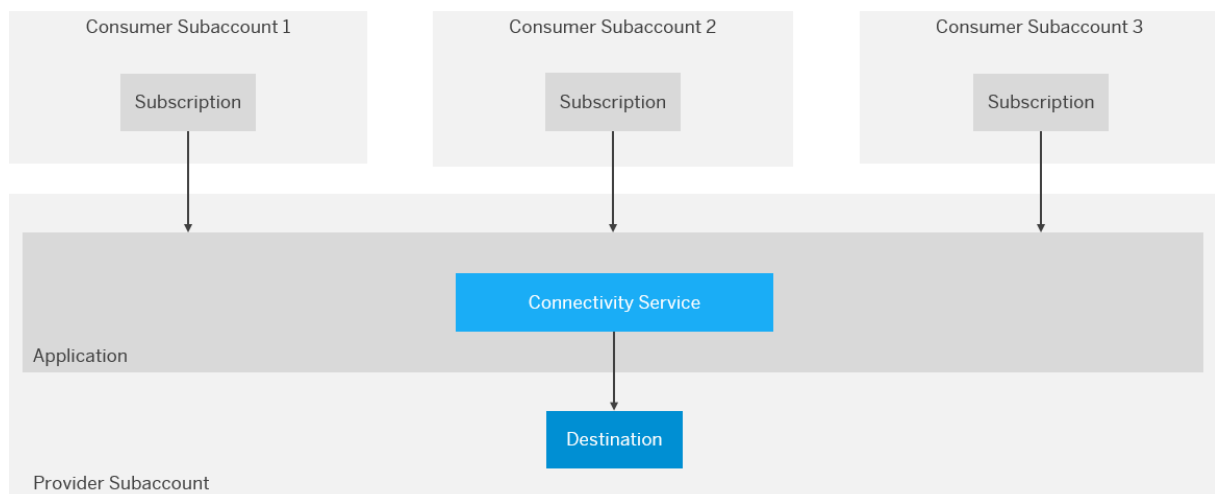 Consumer Subaccount 1
Consumer Subaccount 2
Consumer Subaccount 3
Subscription
Subscription
Subscription
Connectivity Service
Application
Destination
Provider Subaccount